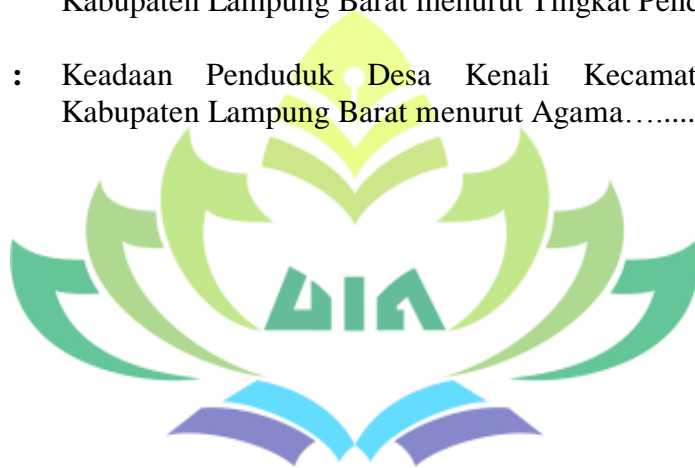 Kabupaten Lampung Barat menurut Tingkat Pend
: Keadaan Penduduk Desa Kenali Kecamat
Kabupaten Lampung Barat menurut Agama….....
UIN